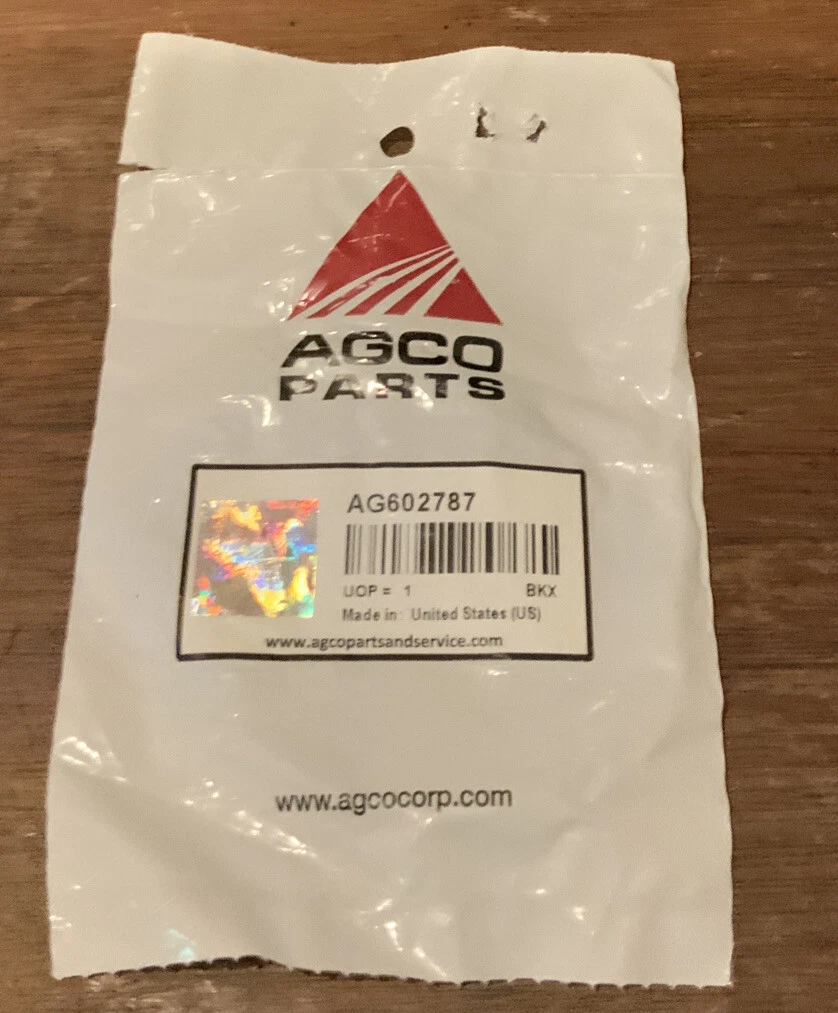 AGCO
PARTS
AG602787
UOP = 1 BKX
Made in: United States (US)
www.agcopartsandservice.com
www.agcocorp.com